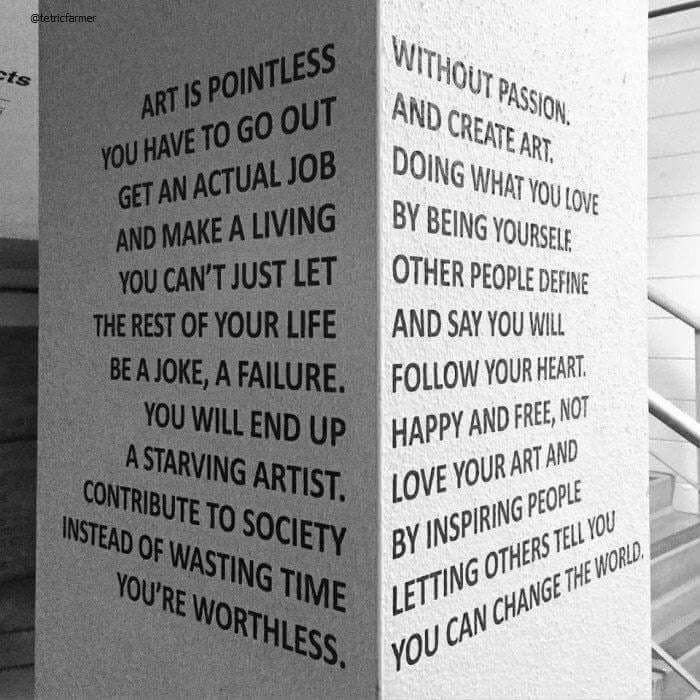 @tetricfarmer
ART IS POINTLESS WITHOUT PASSION.
YOU HAVE TO GO OUT AND CREATE ART.
GET AN ACTUAL JOB DOING WHAT YOU LOVE
AND MAKE A LIVING BY BEING YOURSELF.
YOU CAN'T JUST LET OTHER PEOPLE DEFINE
THE REST OF YOUR LIFE AND SAY YOU WILL
BE A JOKE, A FAILURE. FOLLOW YOUR HEART.
YOU WILL END UP HAPPY AND FREE, NOT
A STARVING ARTIST. LOVE YOUR ART AND
CONTRIBUTE TO SOCIETY BY INSPIRING PEOPLE
INSTEAD OF WASTING TIME LETTING OTHERS TELL YOU
YOU'RE WORTHLESS. YOU CAN CHANGE THE WORLD.